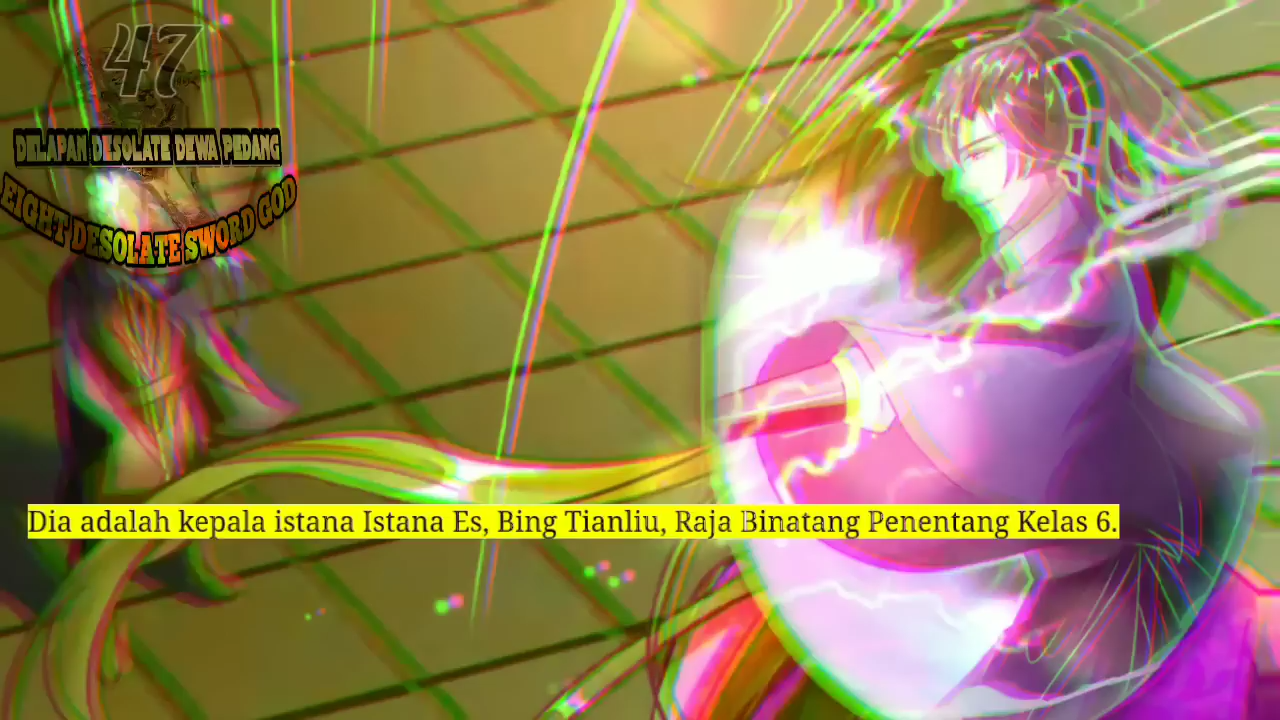 47
DELAPAN DESOLATE DEWA PEDANG
EIGHT DESOLATE SWORD GOD
Dia adalah kepala istana Istana Es, Bing Tianliu, Raja Binatang Penentang Kelas 6.